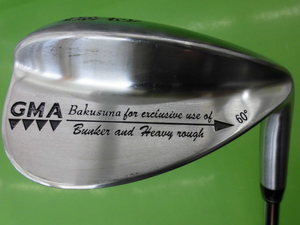 GMA
Bakusuna for exclusive use of
Bunker and Heavy rough
60°